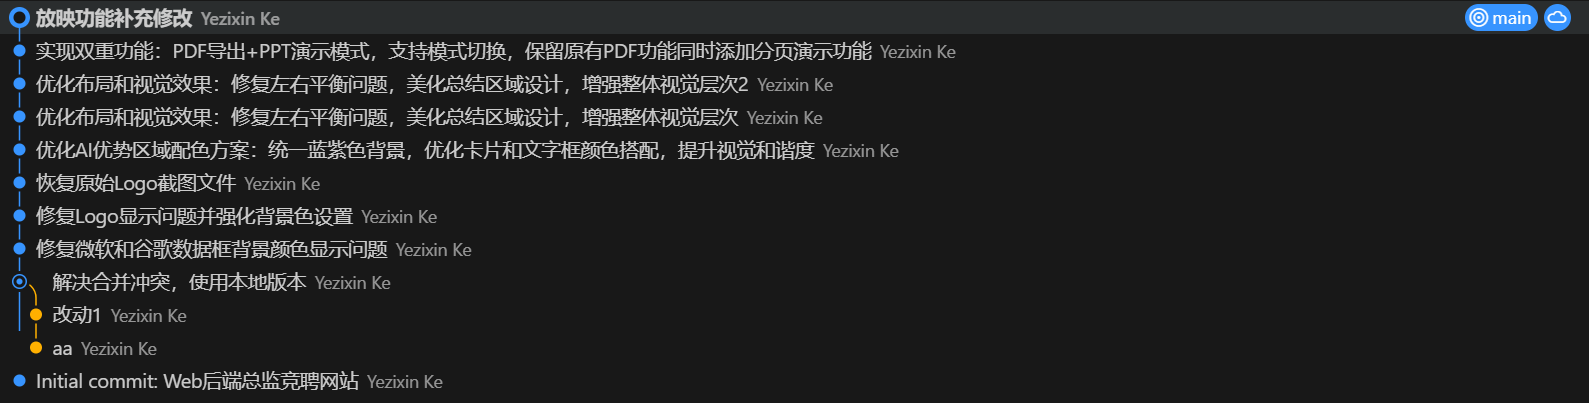 放映功能补充修改 Yezixin Ke main
实现双重功能：PDF导出+PPT演示模式，支持模式切换，保留原有PDF功能同时添加分页演示功能 Yezixin Ke
优化布局和视觉效果：修复左右平衡问题，美化总结区域设计，增强整体视觉层次2 Yezixin Ke
优化布局和视觉效果：修复左右平衡问题，美化总结区域设计，增强整体视觉层次 Yezixin Ke
优化AI优势区域配色方案：统一蓝紫色背景，优化卡片和文字框颜色搭配，提升视觉和谐度 Yezixin Ke
恢复原始Logo截图文件 Yezixin Ke
修复Logo显示问题并强化背景色设置 Yezixin Ke
修复微软和谷歌数据框背景颜色显示问题 Yezixin Ke
解决合并冲突，使用本地版本 Yezixin Ke
改动1 Yezixin Ke
aa Yezixin Ke
Initial commit: Web后端总监竞聘网站 Yezixin Ke